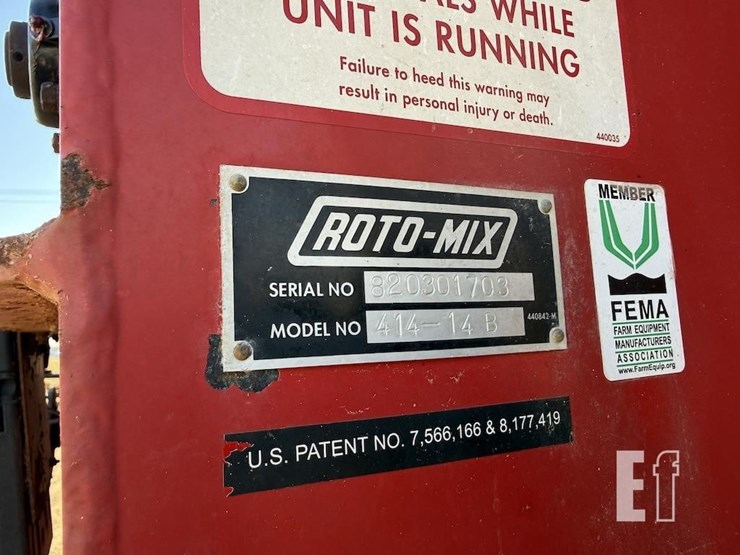 WHILE
UNIT IS RUNNING
Failure to heed this warning may
result in personal injury or death.
440035
ROTO-MIX
SERIAL NO 820301703
MODEL NO 414-14 B
440842-M
MEMBER
FEMA
FARM EQUIPMENT
MANUFACTURERS
ASSOCIATION
www.FarmEquip.org
U.S. PATENT NO. 7,566,166 & 8,177,419
Ef